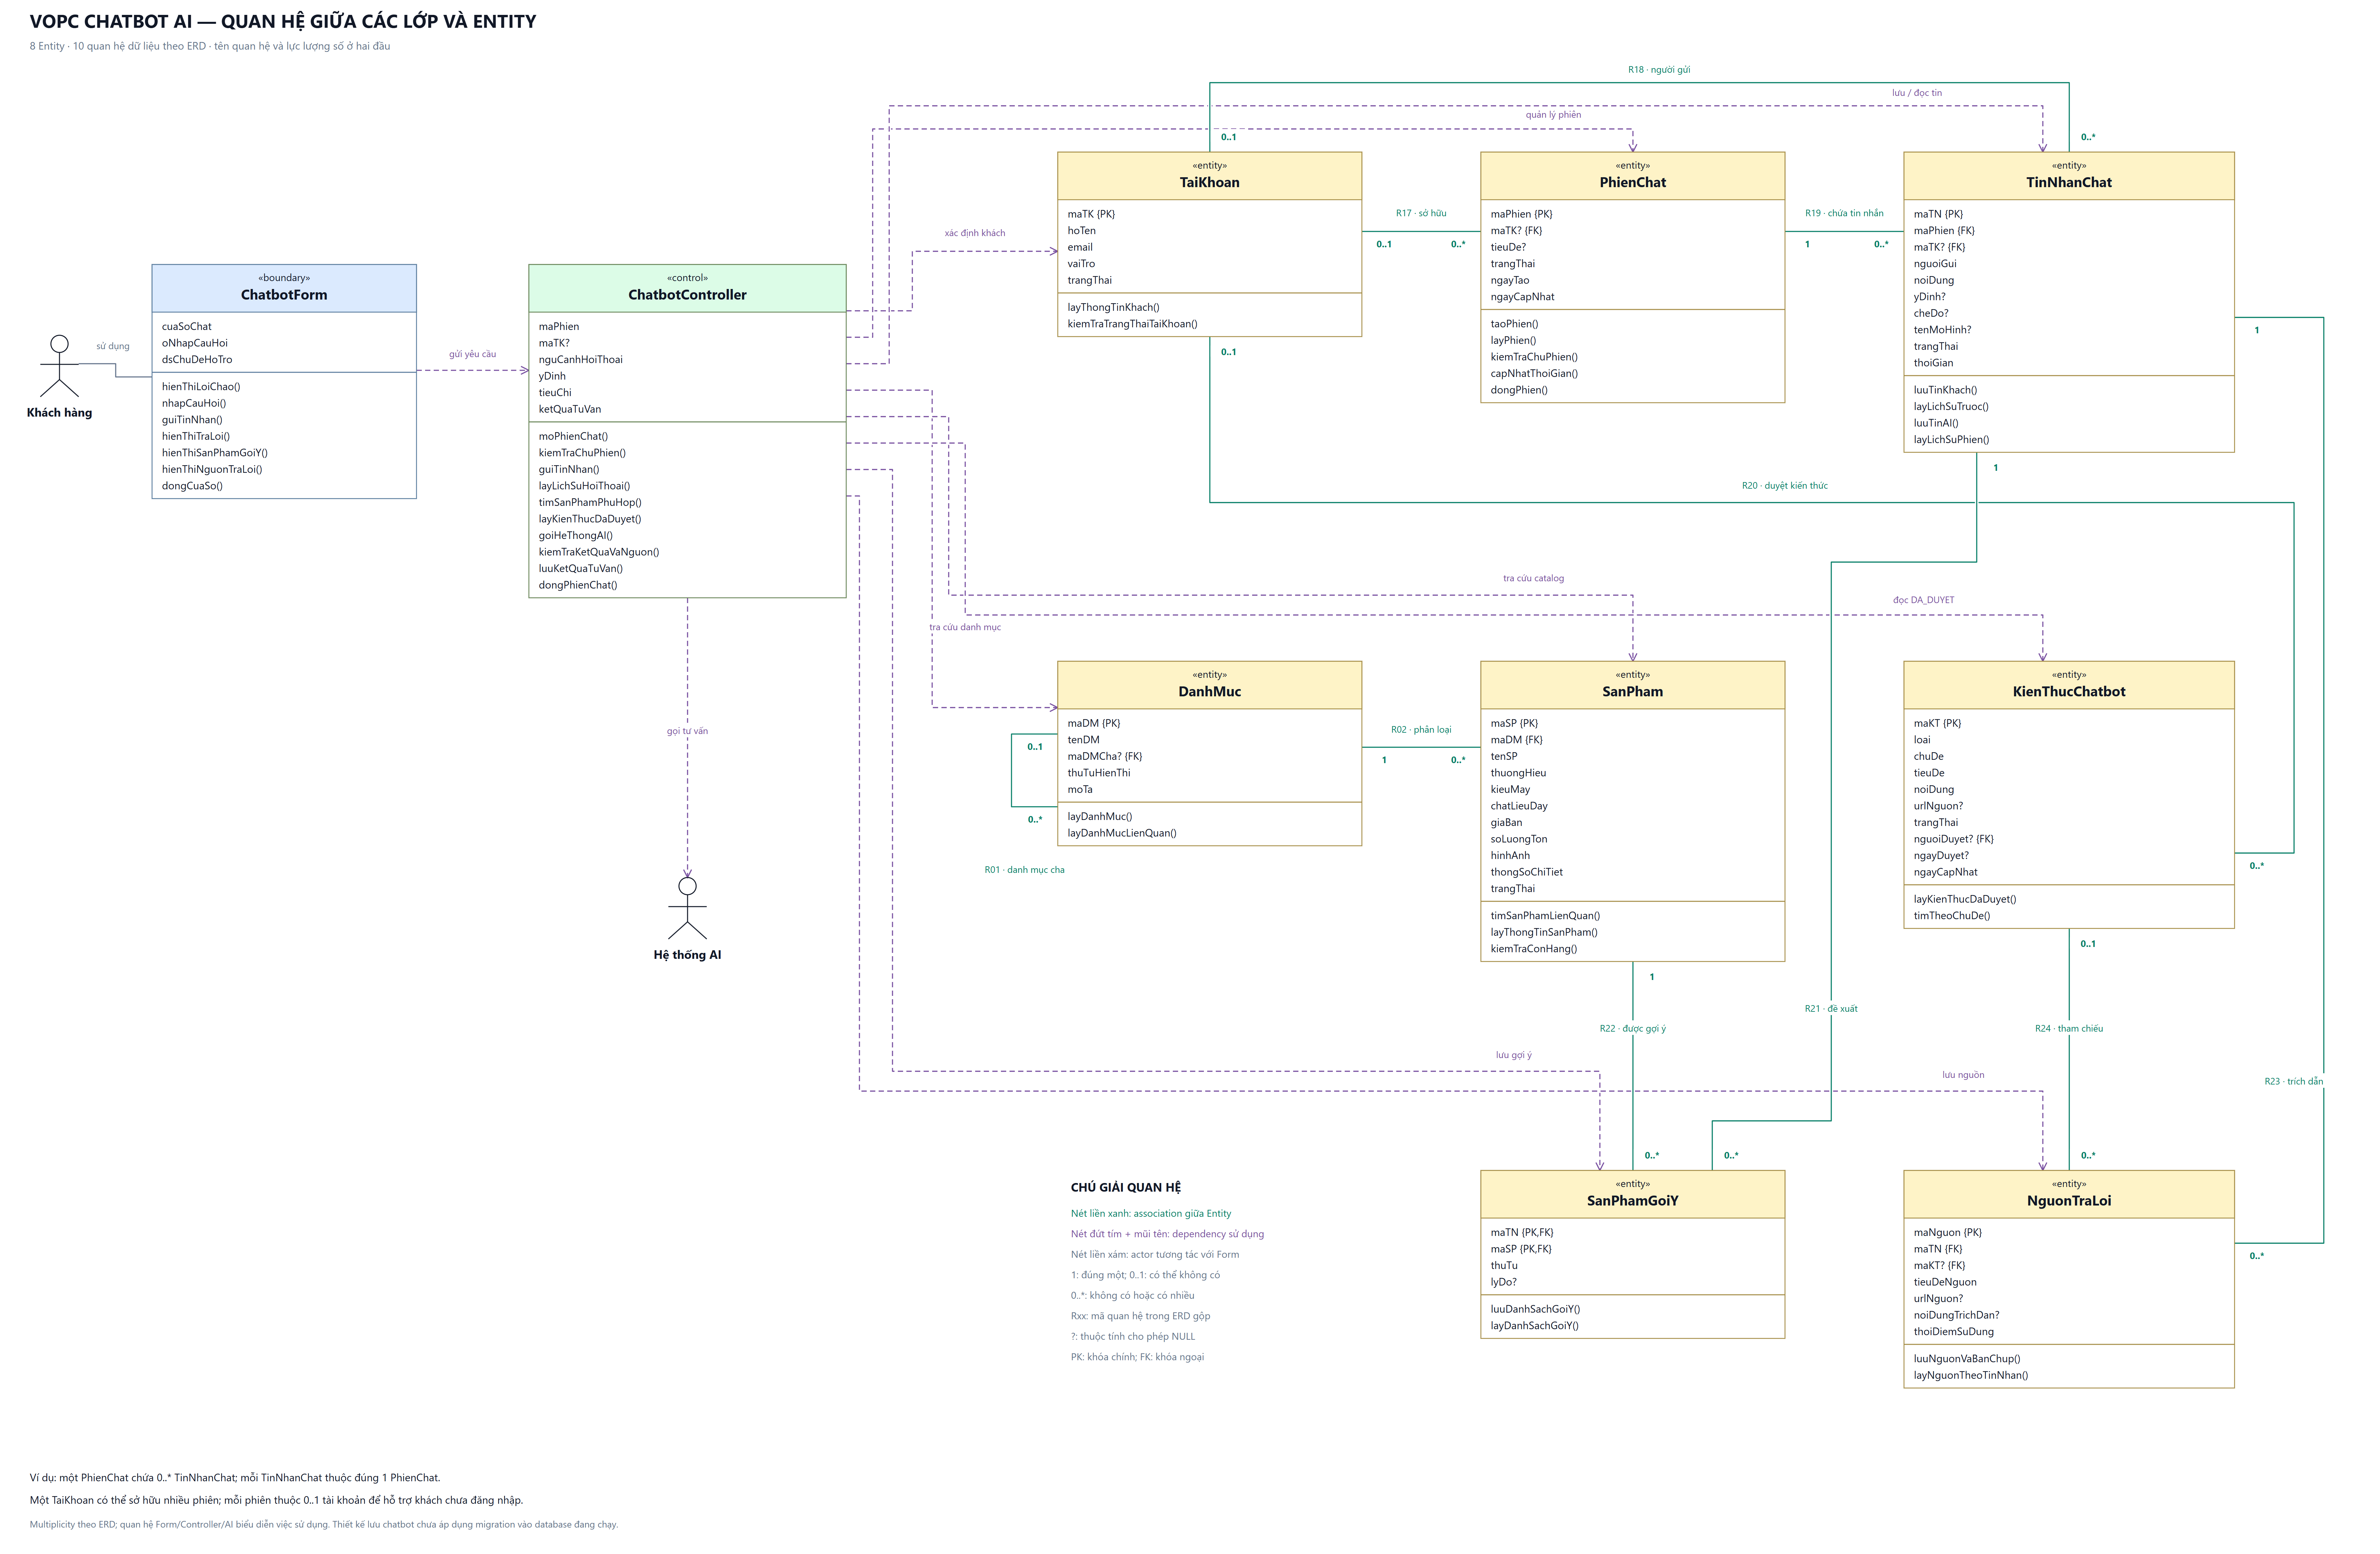 VOPC CHATBOT AI — QUAN HỆ GIỮA CÁC LỚP VÀ ENTITY
8 Entity · 10 quan hệ dữ liệu theo ERD · tên quan hệ và lực lượng số ở hai đầu
R18 · người gửi
lưu / đọc tin
quản lý phiên
0..1
0..*
xác định khách
Khách hàng
sử dụng
«boundary»
ChatbotForm
cuaSoChat
oNhapCauHoi
dsChuDeHoTro
hienThiLoiChao()
nhapCauHoi()
guiTinNhan()
hienThiTraLoi()
hienThiSanPhamGoiY()
hienThiNguonTraLoi()
dongCuaSo()
gửi yêu cầu
«control»
ChatbotController
maPhien
maTK?
nguCanhHoiThoai
yDinh
tieuChi
ketQuaTuVan
moPhienChat()
kiemTraChuPhien()
guiTinNhan()
layLichSuHoiThoai()
timSanPhamPhuHop()
layKienThucDaDuyet()
goiHeThongAI()
kiemTraKetQuaVaNguon()
luuKetQuaTuVan()
dongPhienChat()
gọi tư vấn
Hệ thống AI
«entity»
TaiKhoan
maTK {PK}
hoTen
email
vaiTro
trangThai
layThongTinKhach()
kiemTraTrangThaiTaiKhoan()
0..1
R17 · sở hữu
0..1
0..*
«entity»
PhienChat
maPhien {PK}
maTK? {FK}
tieuDe?
trangThai
ngayTao
ngayCapNhat
taoPhien()
layPhien()
kiemTraChuPhien()
capNhatThoiGian()
dongPhien()
R19 · chứa tin nhắn
1
0..*
«entity»
TinNhanChat
maTN {PK}
maPhien {FK}
maTK? {FK}
nguoiGui
noiDung
yDinh?
cheDo?
tenMoHinh?
trangThai
thoiGian
luuTinKhach()
layLichSuTruoc()
luuTinAI()
layLichSuPhien()
1
1
R20 · duyệt kiến thức
tra cứu catalog
đọc DA_DUYET
tra cứu danh mục
«entity»
DanhMuc
maDM {PK}
tenDM
maDMCha? {FK}
thuTuHienThi
moTa
layDanhMuc()
layDanhMucLienQuan()
0..1
0..*
R01 · danh mục cha
R02 · phân loại
1
0..*
«entity»
SanPham
maSP {PK}
maDM {FK}
tenSP
thuongHieu
kieuMay
chatLieuDay
giaBan
soLuongTon
hinhAnh
thongSoChiTiet
trangThai
timSanPhamLienQuan()
layThongTinSanPham()
kiemTraConHang()
1
«entity»
KienThucChatbot
maKT {PK}
loai
chuDe
tieuDe
noiDung
urlNguon?
trangThai
nguoiDuyet? {FK}
ngayDuyet?
ngayCapNhat
layKienThucDaDuyet()
timTheoChuDe()
0..*
0..1
R21 · đề xuất
R22 · được gợi ý
R24 · tham chiếu
R23 · trích dẫn
lưu gợi ý
lưu nguồn
0..*
0..*
0..*
«entity»
SanPhamGoiY
maTN {PK,FK}
maSP {PK,FK}
thuTu
lyDo?
luuDanhSachGoiY()
layDanhSachGoiY()
«entity»
NguonTraLoi
maNguon {PK}
maTN {FK}
maKT? {FK}
tieuDeNguon
urlNguon?
noiDungTrichDan?
thoiDiemSuDung
luuNguonVaBanChup()
layNguonTheoTinNhan()
0..*
CHÚ GIẢI QUAN HỆ
Nét liền xanh: association giữa Entity
Nét đứt tím + mũi tên: dependency sử dụng
Nét liền xám: actor tương tác với Form
1: đúng một; 0..1: có thể không có
0..*: không có hoặc có nhiều
Rxx: mã quan hệ trong ERD gộp
?: thuộc tính cho phép NULL
PK: khóa chính; FK: khóa ngoại
Ví dụ: một PhienChat chứa 0..* TinNhanChat; mỗi TinNhanChat thuộc đúng 1 PhienChat.
Một TaiKhoan có thể sở hữu nhiều phiên; mỗi phiên thuộc 0..1 tài khoản để hỗ trợ khách chưa đăng nhập.
Multiplicity theo ERD; quan hệ Form/Controller/AI biểu diễn việc sử dụng. Thiết kế lưu chatbot chưa áp dụng migration vào database đang chạy.